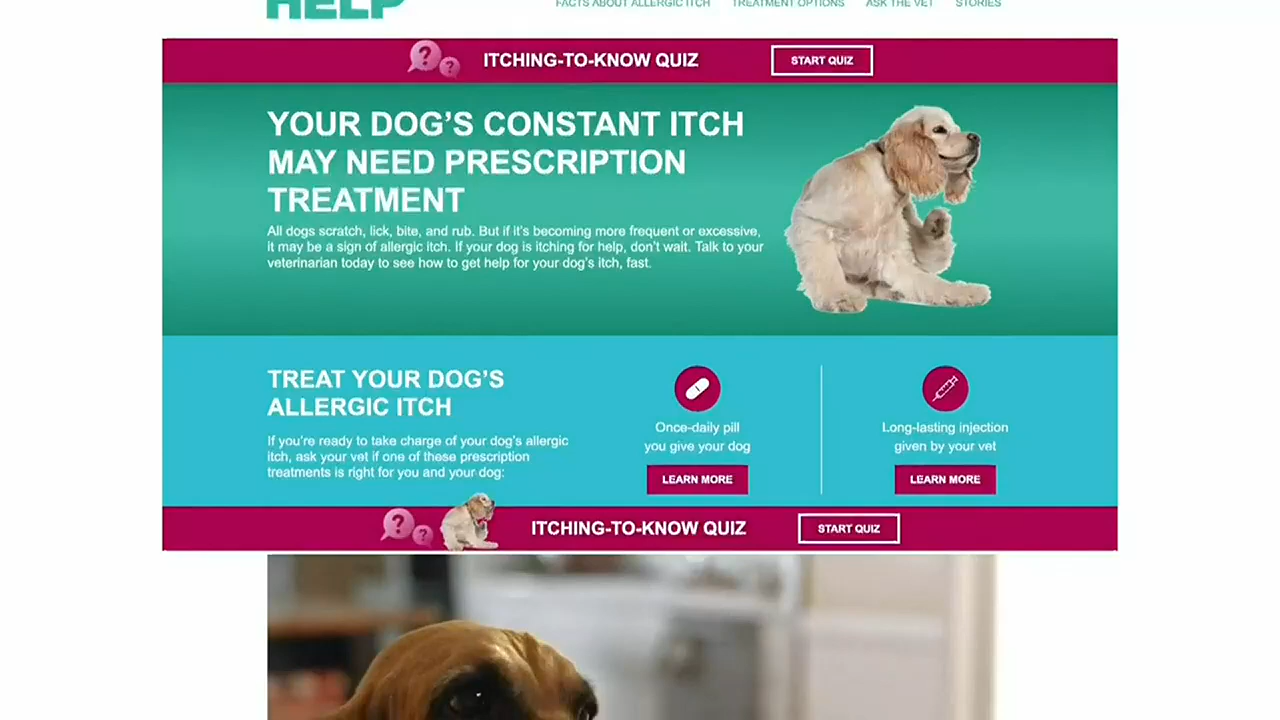 HELP
FACTS ABOUT ALLERGIC ITCH TREATMENT OPTIONS ASK THE VET STORIES
? ? ITCHING-TO-KNOW QUIZ START QUIZ
YOUR DOG'S CONSTANT ITCH
MAY NEED PRESCRIPTION
TREATMENT
All dogs scratch, lick, bite, and rub. But if it's becoming more frequent or excessive,
it may be a sign of allergic itch. If your dog is itching for help, don't wait. Talk to your
veterinarian today to see how to get help for your dog's itch, fast.
TREAT YOUR DOG'S
ALLERGIC ITCH
If you're ready to take charge of your dog's allergic
itch, ask your vet if one of these prescription
treatments is right for you and your dog:
Once-daily pill
you give your dog
LEARN MORE
Long-lasting injection
given by your vet
LEARN MORE
? ? ITCHING-TO-KNOW QUIZ START QUIZ